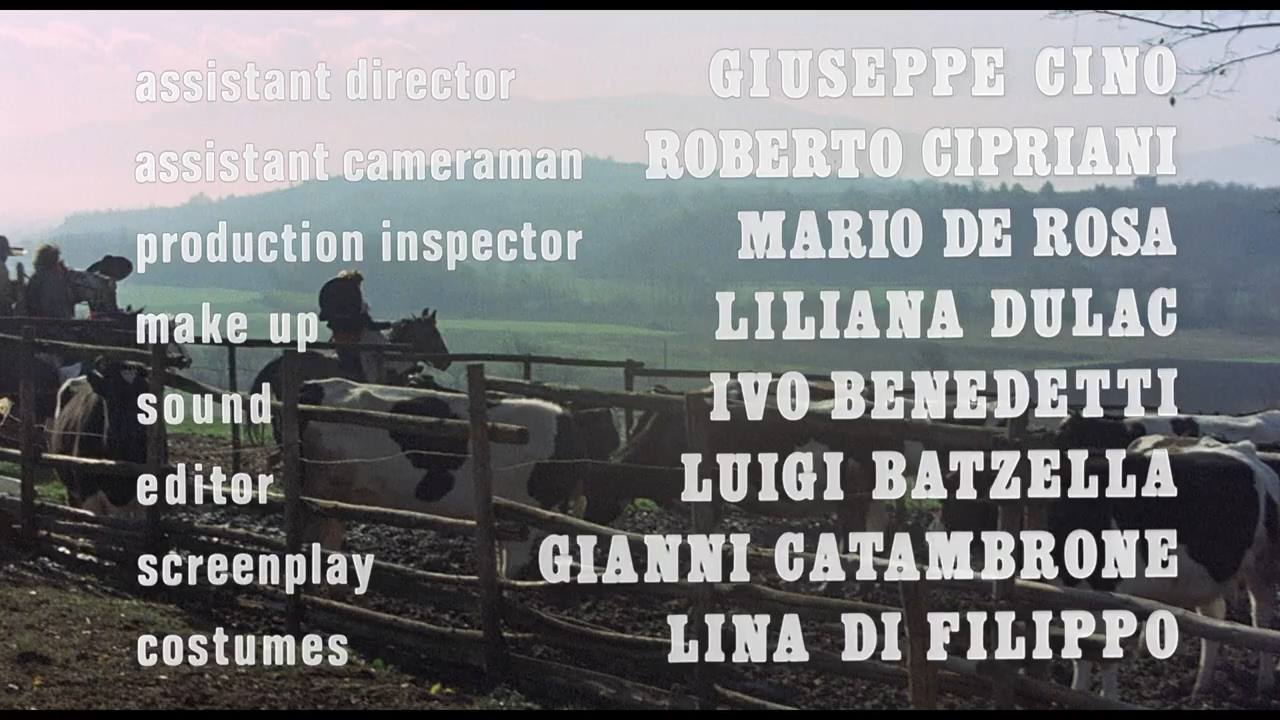 assistant director GIUSEPPE CINO
assistant cameraman ROBERTO CIPRIANI
production inspector MARIO DE ROSA
make up LILIANA DULAC
sound IVO BENEDETTI
editor LUIGI BATZELLA
screenplay GIANNI CATAMBRONE
costumes LINA DI FILIPPO